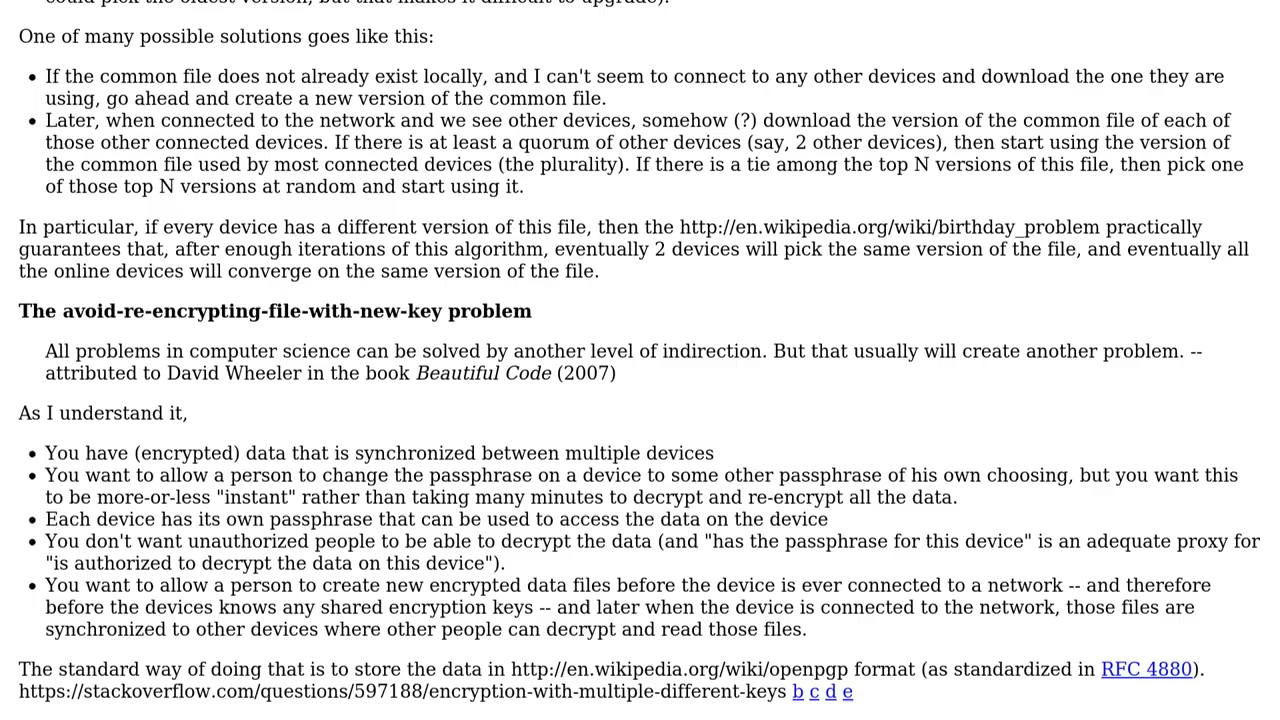 could pick the oldest version, but that makes it difficult to upgrade).
One of many possible solutions goes like this:
• If the common file does not already exist locally, and I can't seem to connect to any other devices and download the one they are
using, go ahead and create a new version of the common file.
• Later, when connected to the network and we see other devices, somehow (?) download the version of the common file of each of
those other connected devices. If there is at least a quorum of other devices (say, 2 other devices), then start using the version of
the common file used by most connected devices (the plurality). If there is a tie among the top N versions of this file, then pick one
of those top N versions at random and start using it.
In particular, if every device has a different version of this file, then the http://en.wikipedia.org/wiki/birthday_problem practically
guarantees that, after enough iterations of this algorithm, eventually 2 devices will pick the same version of the file, and eventually all
the online devices will converge on the same version of the file.
The avoid-re-encrypting-file-with-new-key problem
All problems in computer science can be solved by another level of indirection. But that usually will create another problem. --
attributed to David Wheeler in the book Beautiful Code (2007)
As I understand it,
• You have (encrypted) data that is synchronized between multiple devices
• You want to allow a person to change the passphrase on a device to some other passphrase of his own choosing, but you want this
to be more-or-less "instant" rather than taking many minutes to decrypt and re-encrypt all the data.
• Each device has its own passphrase that can be used to access the data on the device
• You don't want unauthorized people to be able to decrypt the data (and "has the passphrase for this device" is an adequate proxy for
"is authorized to decrypt the data on this device").
• You want to allow a person to create new encrypted data files before the device is ever connected to a network -- and therefore
before the devices knows any shared encryption keys -- and later when the device is connected to the network, those files are
synchronized to other devices where other people can decrypt and read those files.
The standard way of doing that is to store the data in http://en.wikipedia.org/wiki/openpgp format (as standardized in RFC 4880).
https://stackoverflow.com/questions/597188/encryption-with-multiple-different-keys b c d e